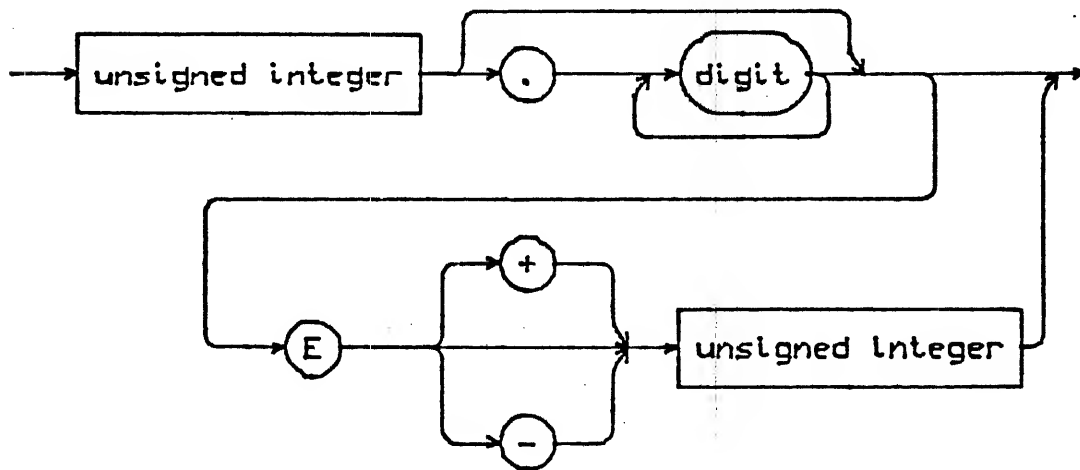 unsigned integer . digit
+
E unsigned integer
-